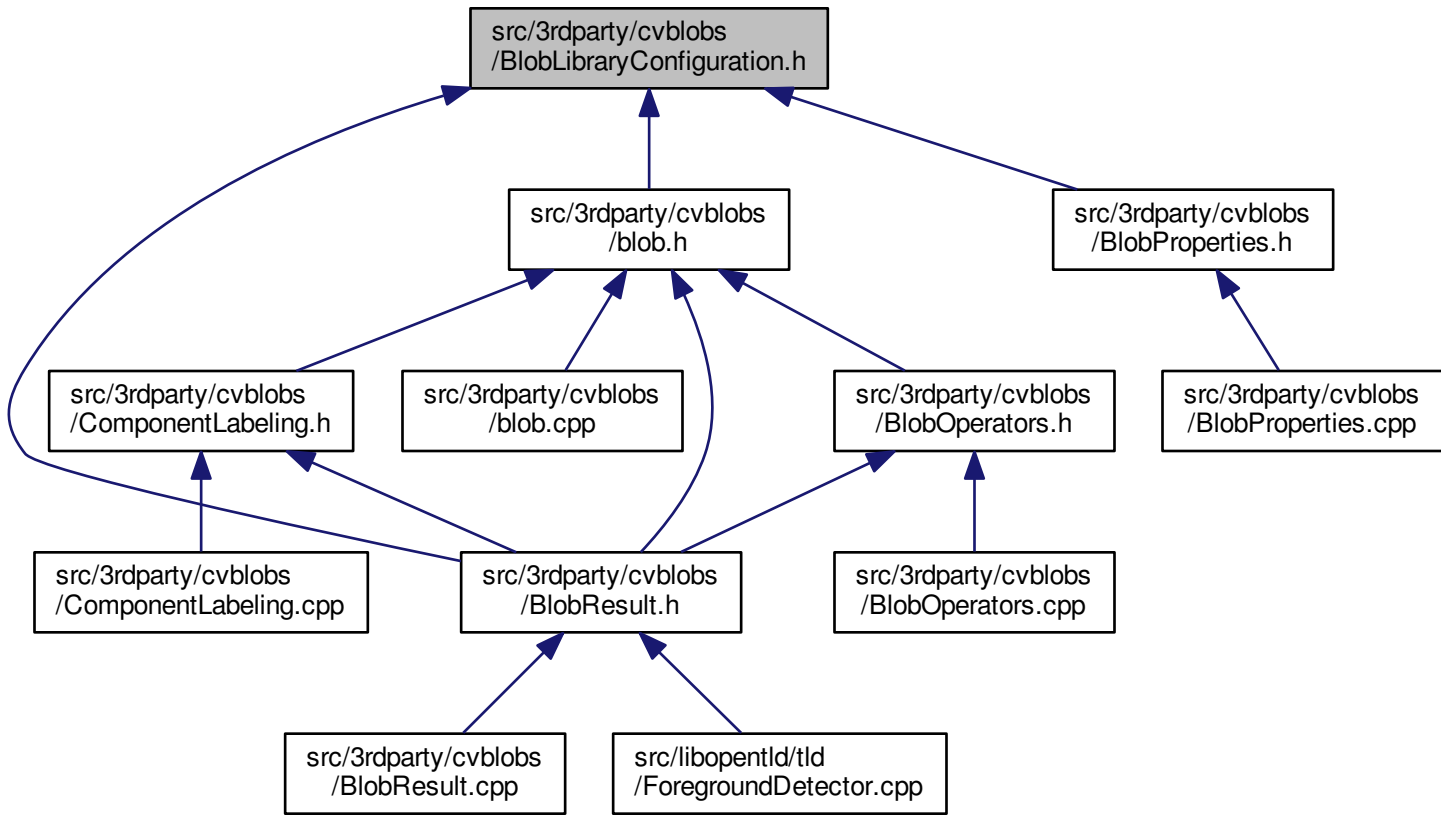 src/3rdparty/cvblobs
/BlobLibraryConfiguration.h
src/3rdparty/cvblobs
/blob.h
src/3rdparty/cvblobs
/BlobProperties.h
src/3rdparty/cvblobs
/ComponentLabeling.h
src/3rdparty/cvblobs
/blob.cpp
src/3rdparty/cvblobs
/BlobOperators.h
src/3rdparty/cvblobs
/BlobProperties.cpp
src/3rdparty/cvblobs
/ComponentLabeling.cpp
src/3rdparty/cvblobs
/BlobResult.h
src/3rdparty/cvblobs
/BlobOperators.cpp
src/3rdparty/cvblobs
/BlobResult.cpp
src/libopentld/tld
/ForegroundDetector.cpp